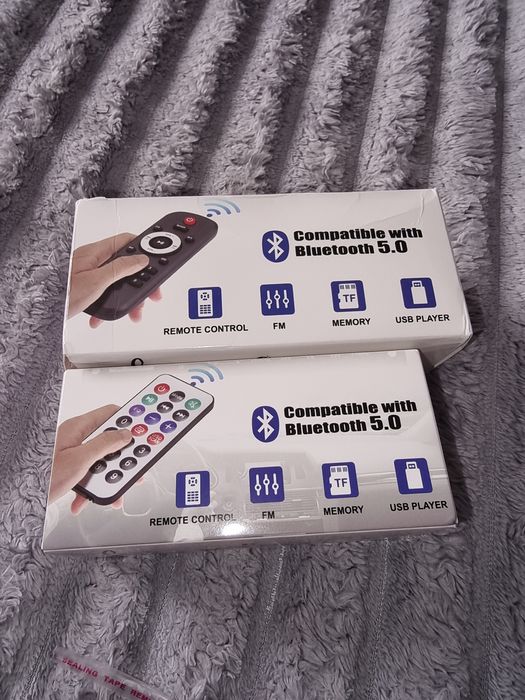 Compatible with
Bluetooth 5.0
TF
REMOTE CONTROL
FM
MEMORY
USB PLAYER
Compatible with
Bluetooth 5.0
TF
REMOTE CONTROL
FM
MEMORY
USB PLAYER
SEALING TAPE